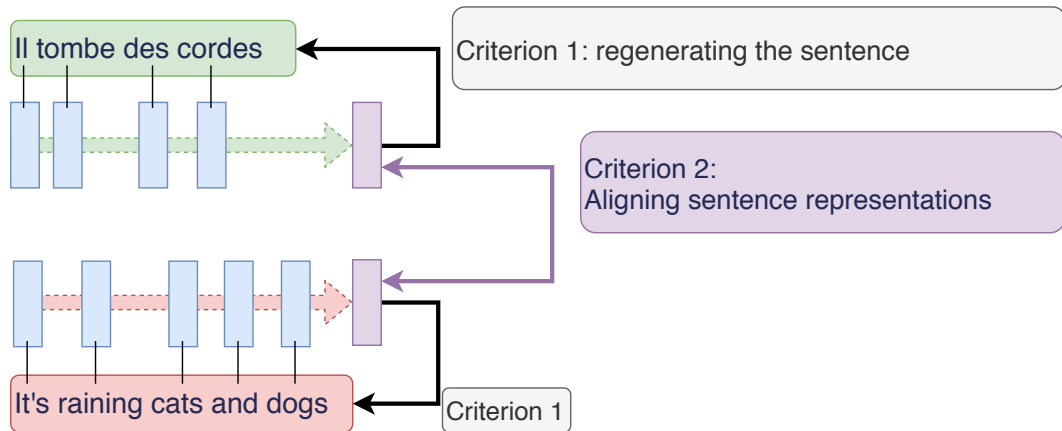 Il tombe des cordes
Criterion 1: regenerating the sentence
Criterion 2:
Aligning sentence representations
It's raining cats and dogs
Criterion 1